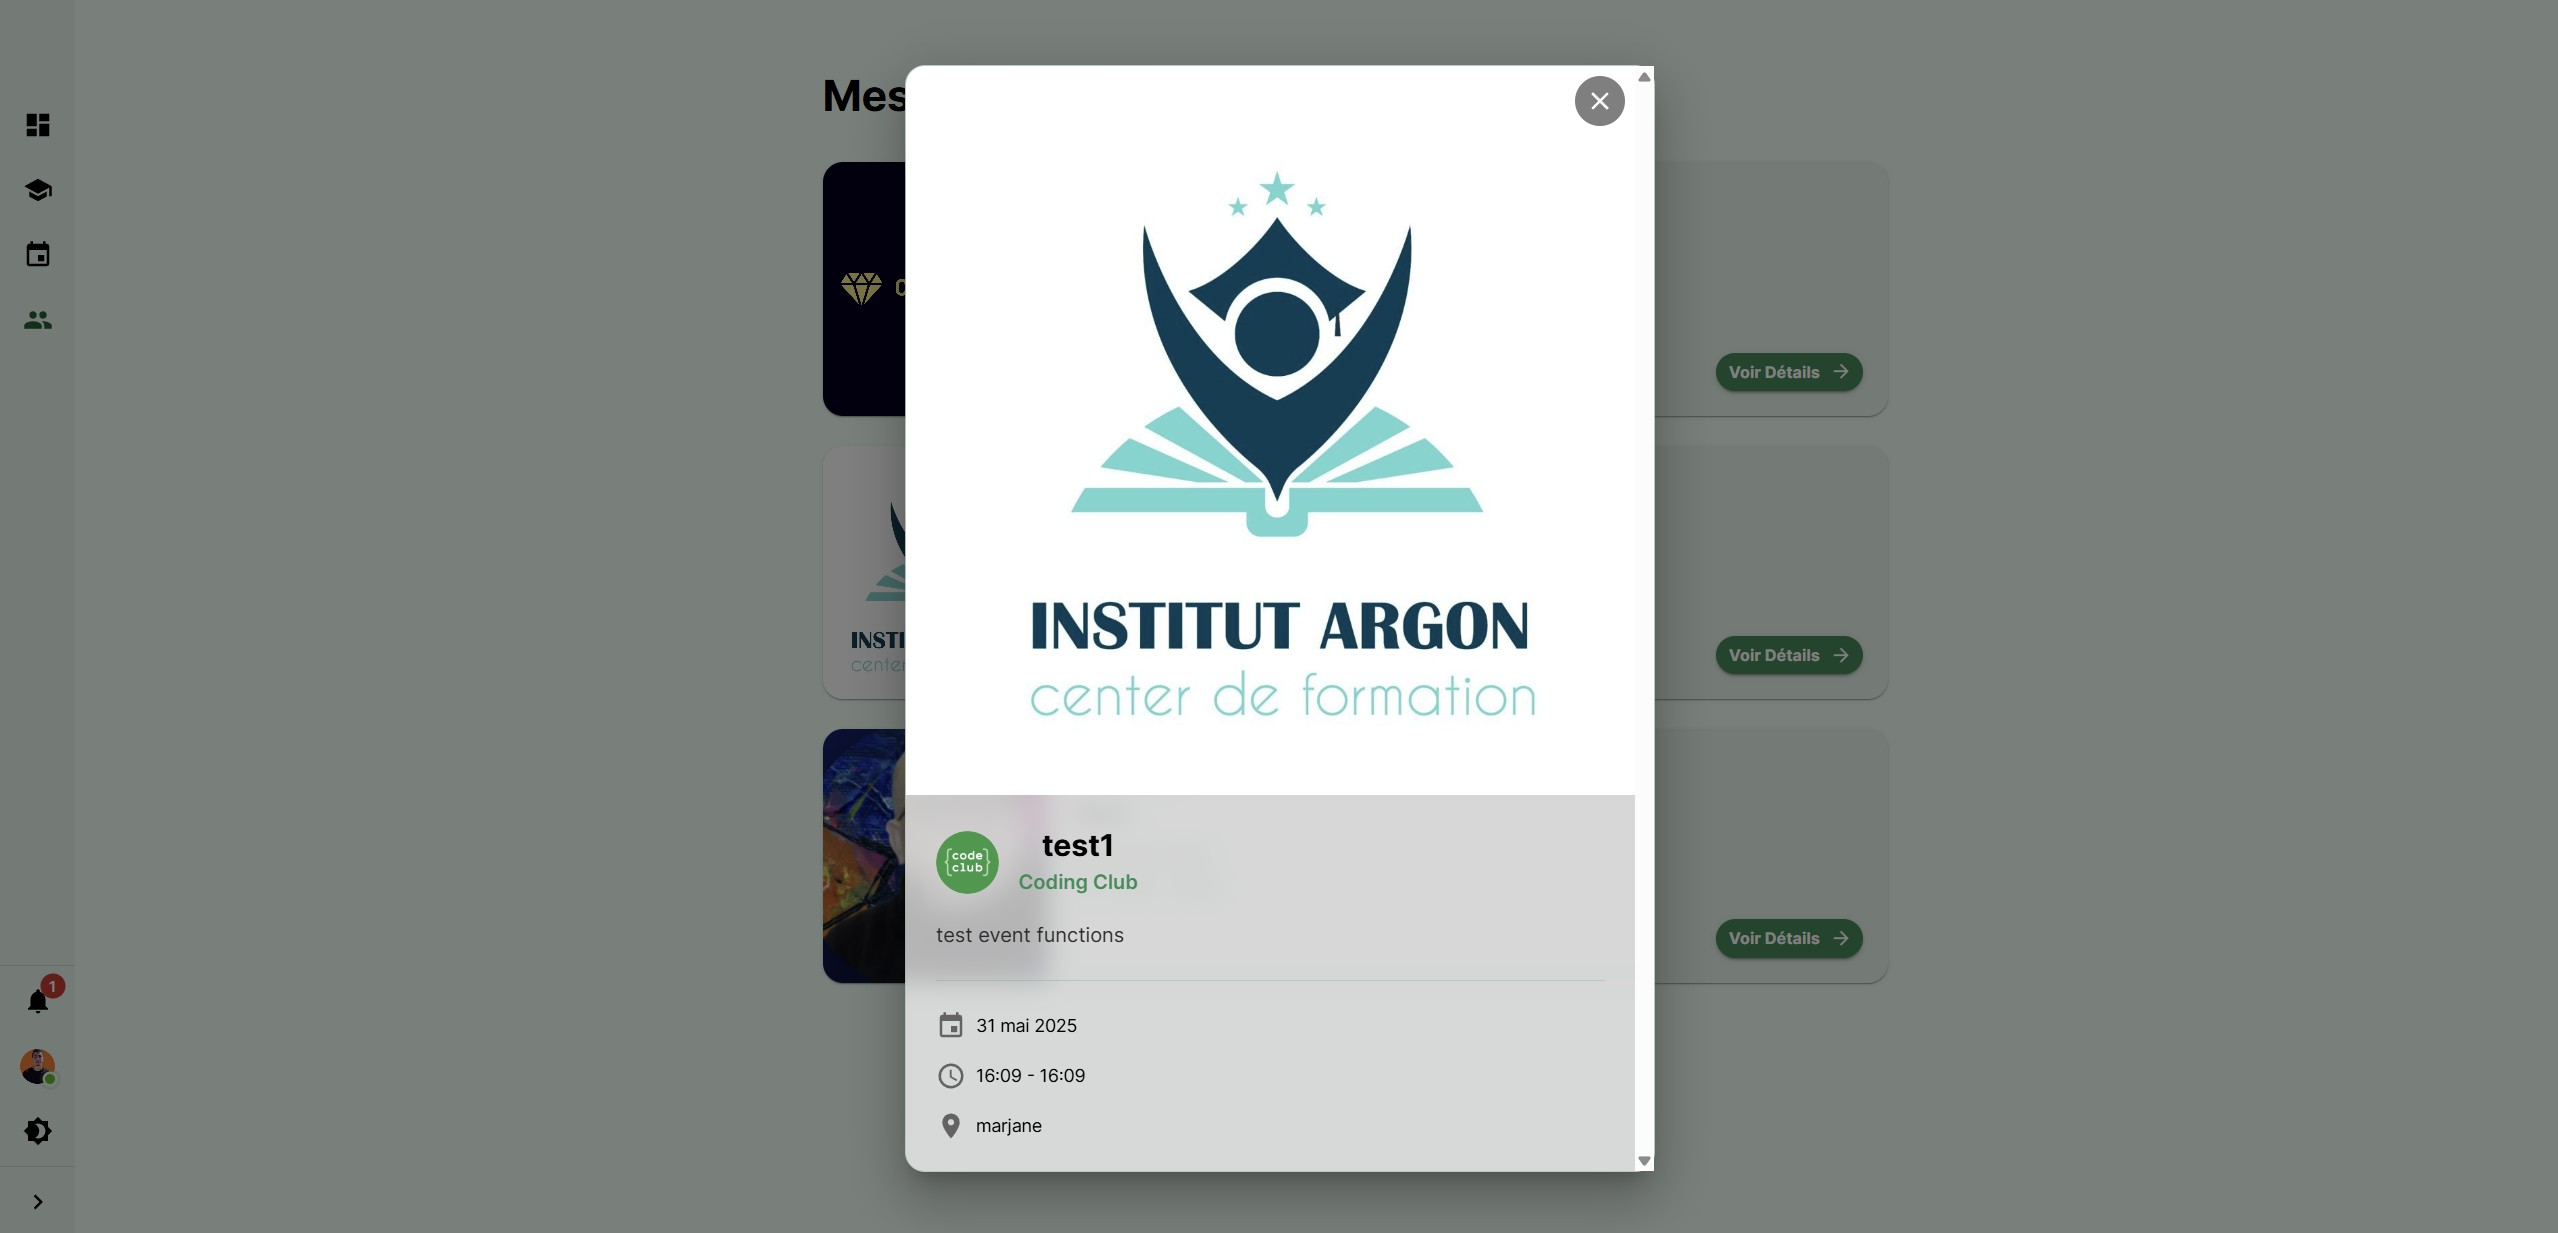 Mes
Voir Détails
INSTITUT ARGON
center de formation
Voir Détails
{code
club}
test1
Coding Club
test event functions
Voir Détails
31 mai 2025
16:09 - 16:09
marjane
1